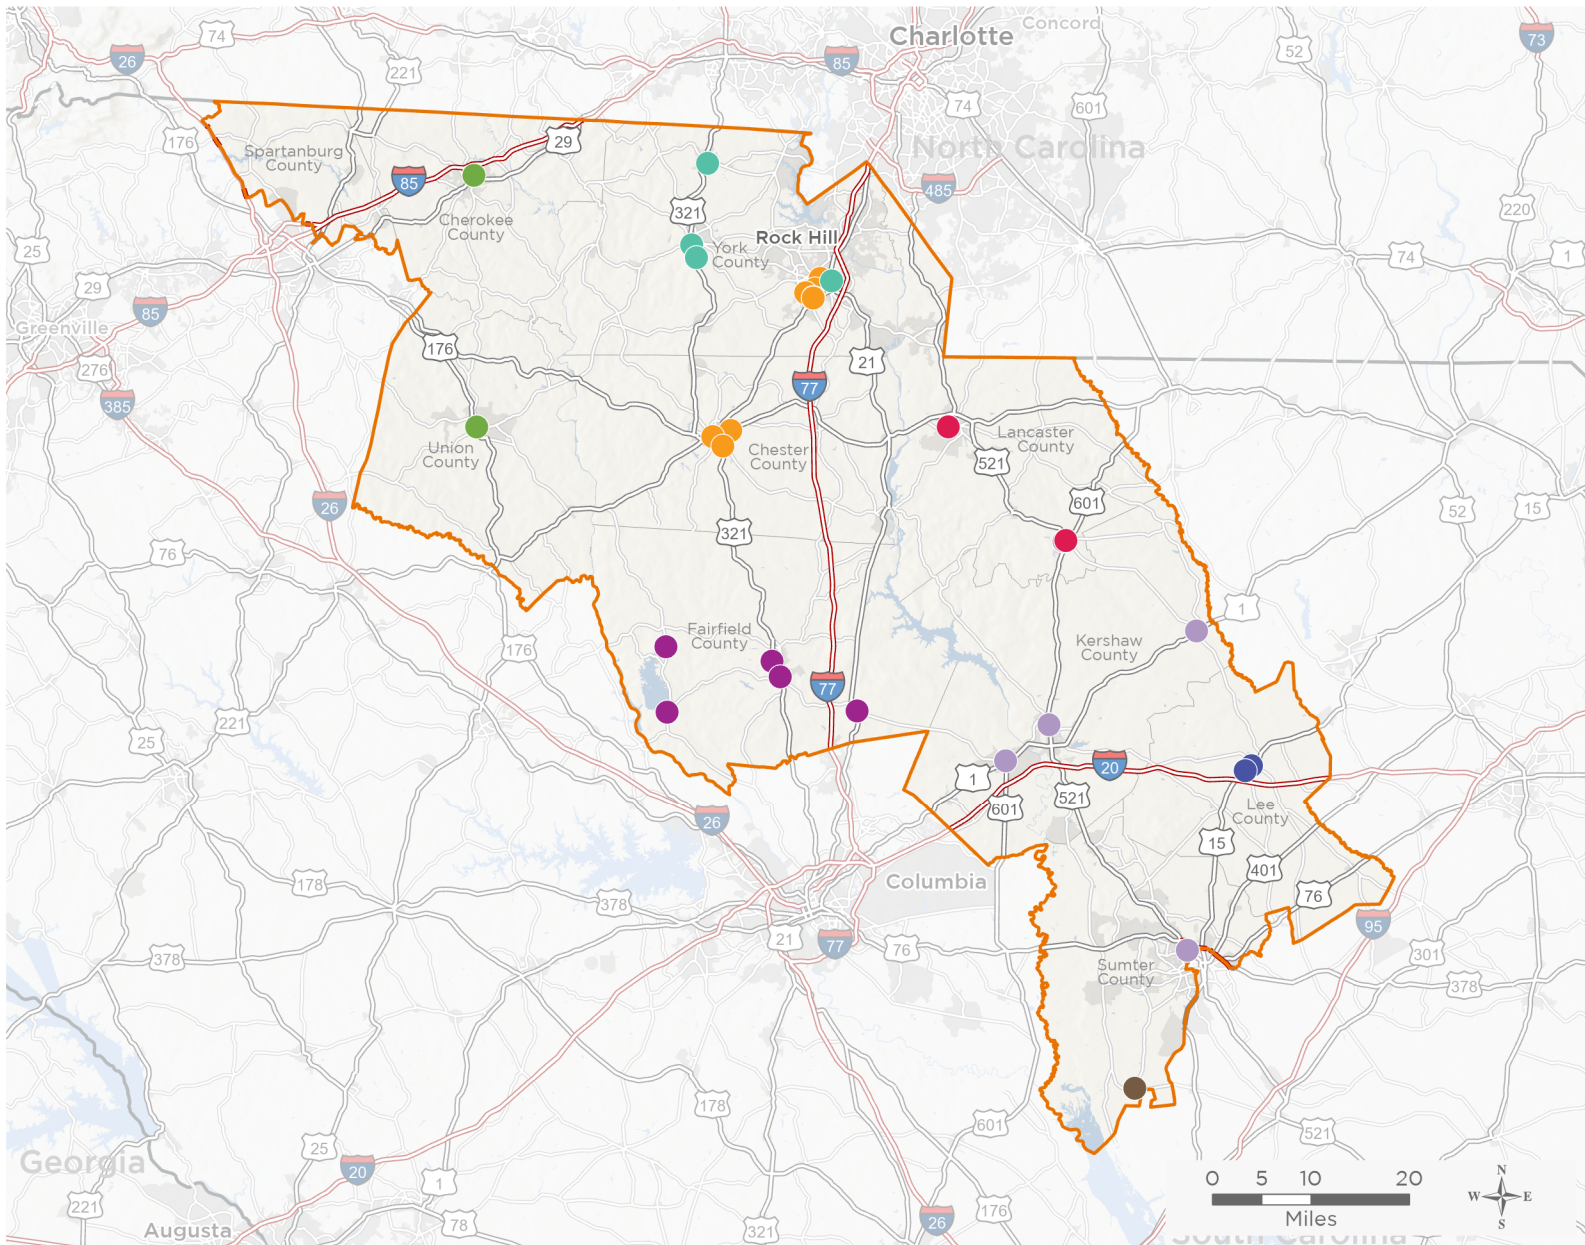 Concord
Charlotte
74
52
73
26
85
221
74
601
176
29
North Carolina
Spartanburg
County
85
485
321
220
Cherokee
County
Rock Hill
York
County
25
74
1
29
85
Greenville
176
21
276
77
385
Lancaster
County
Union
County
Chester
County
521
601
26
52
15
321
76
1
Fairfield
County
Kershaw
County
176
77
221
25
20
1
521
601
Lee
County
26
15
401
178
Columbia
76
378
95
21
77
76
301
378
Sumter
County
378
178
601
521
25
Georgia
20
1
0 5 10 20
Miles
N
W E
S
221
176
78
26
Augusta
321
South Carolina